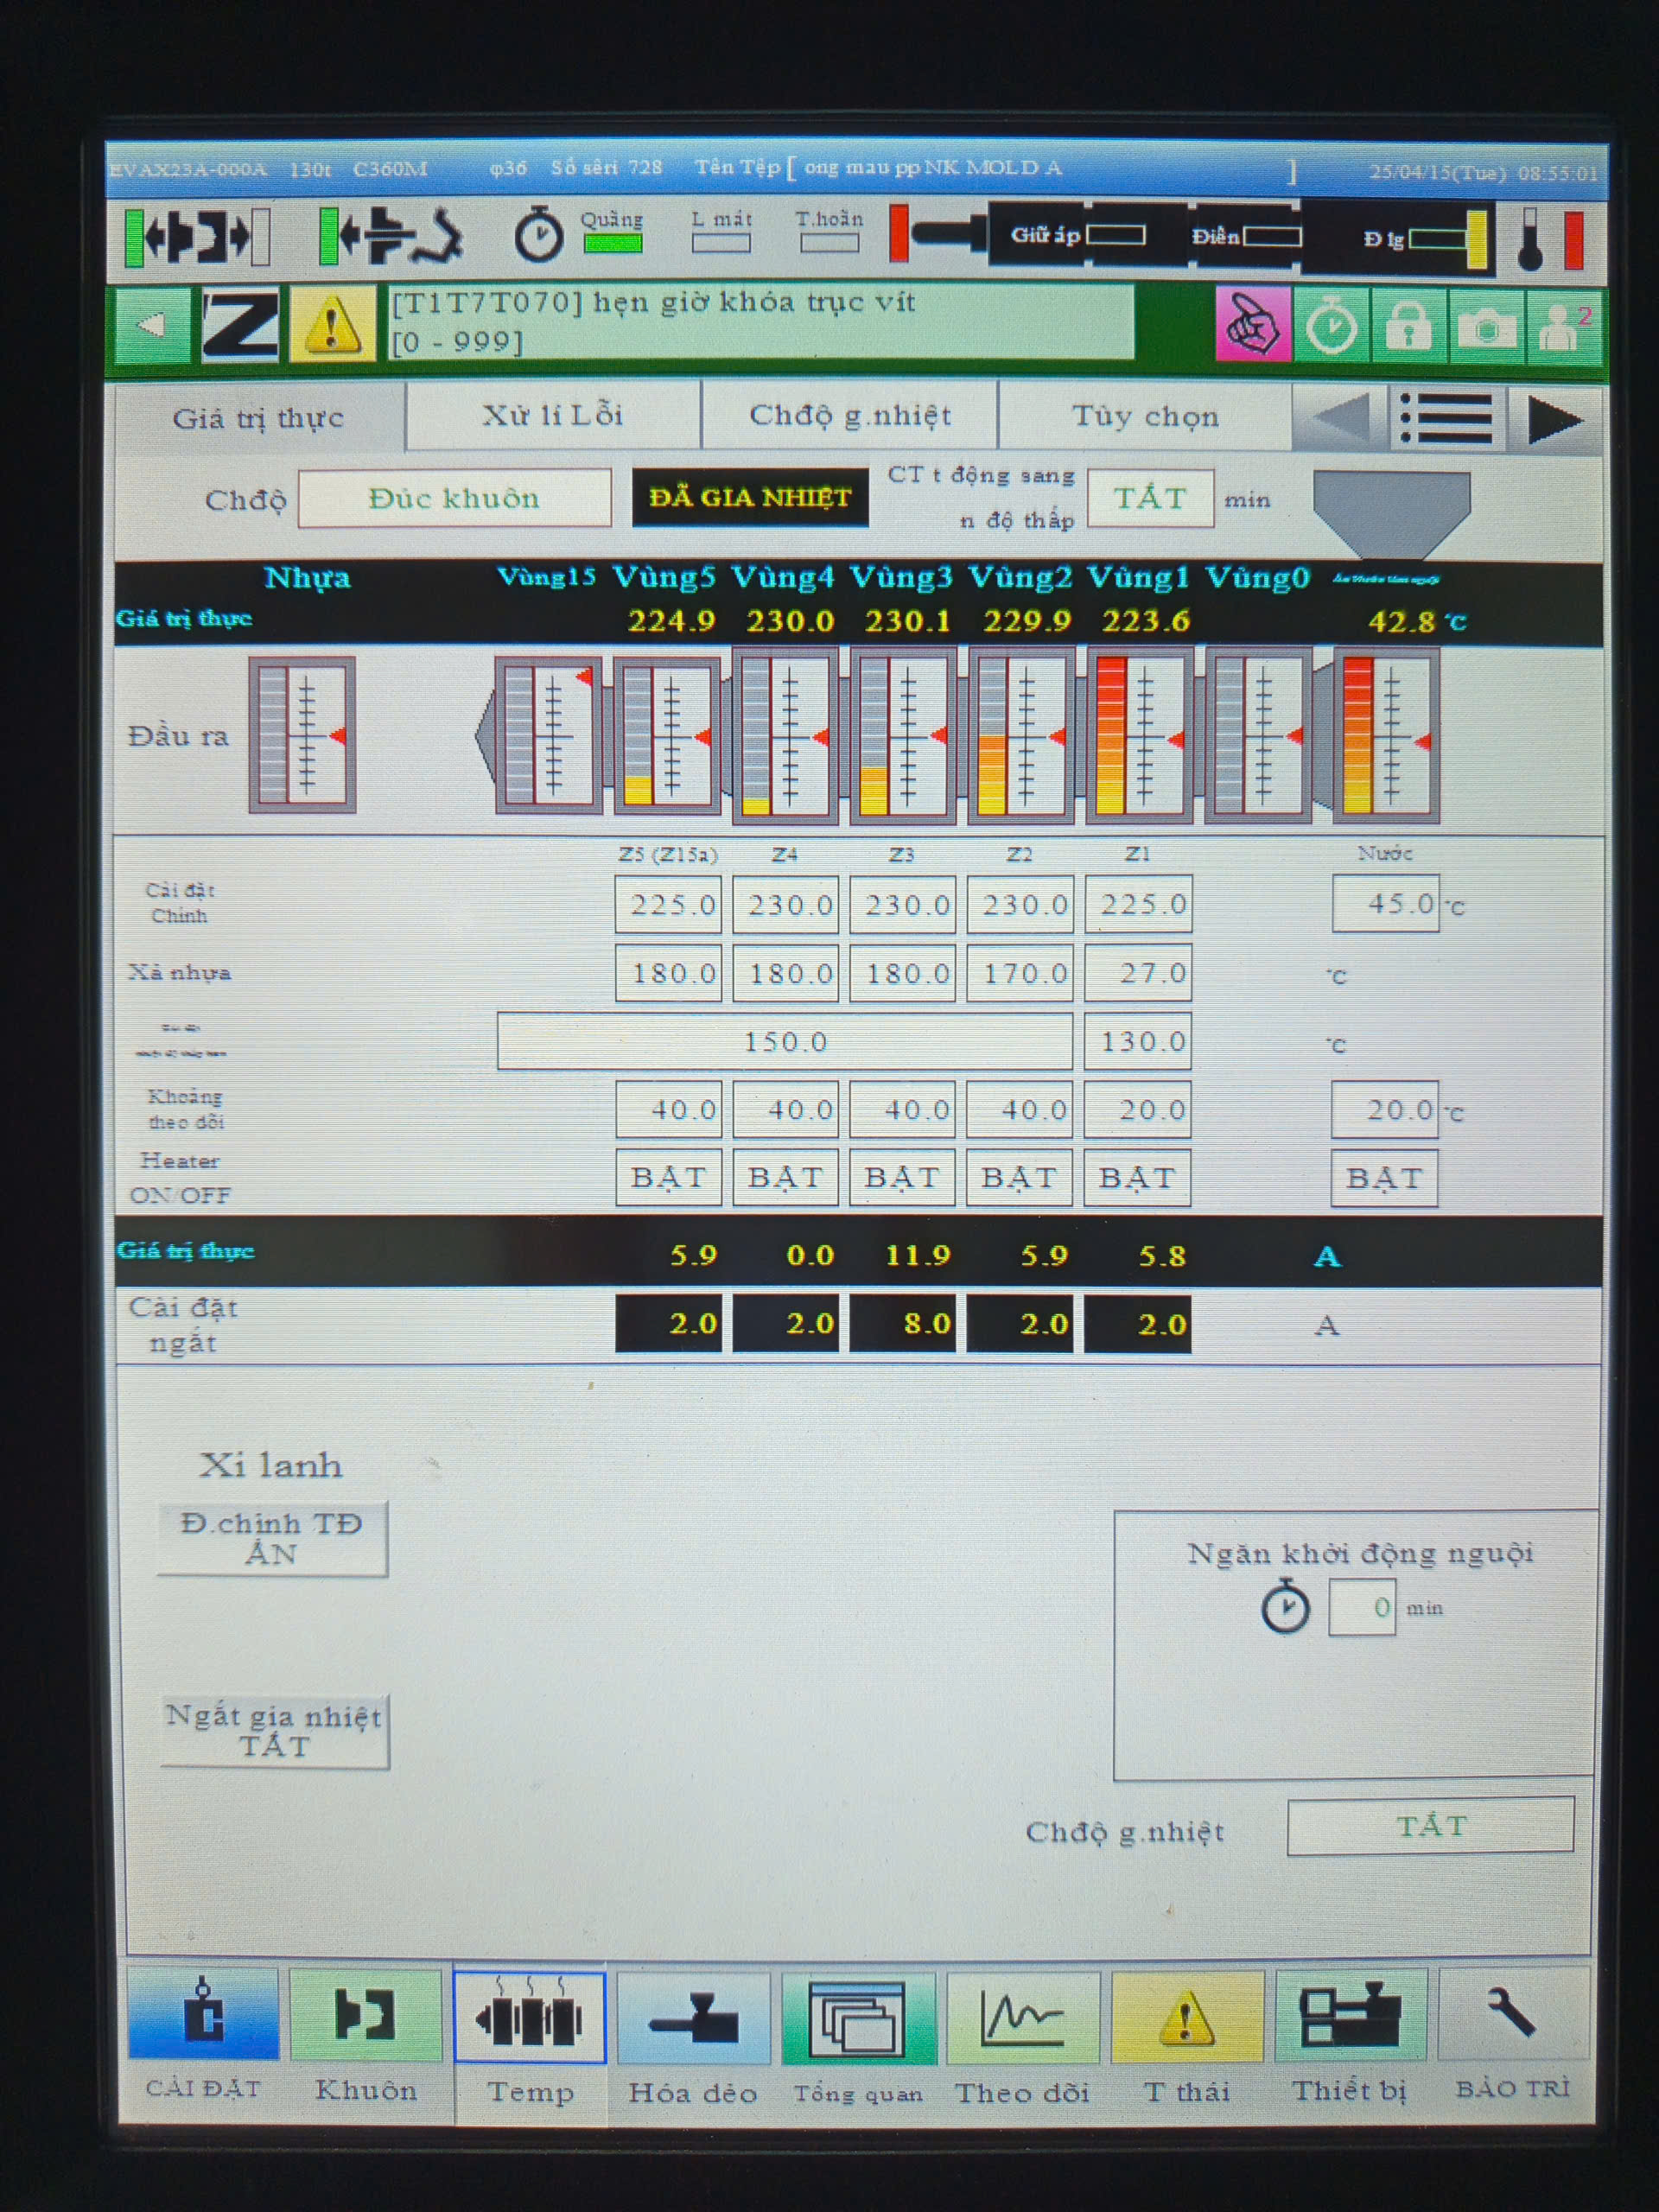 EVAX23A-000A 130t C360M φ36 Số sêri 728 Tên Tệp [ ong mau pp NK MOLD A ] 25/04/15(Tue) 08:55:01
Quãng L mát T.hoãn Giữ áp Điền Đ lg
[T1T7T070] hẹn giờ khóa trục vít
[0 - 999]
2
Giá trị thực Xử lí Lỗi Chđộ g.nhiệt Tùy chọn
Chđộ Đúc khuôn ĐÃ GIA NHIỆT CT t động sang
n độ thấp TẮT min
Nhựa Vùng15 Vùng5 Vùng4 Vùng3 Vùng2 Vùng1 Vùng0
Giá trị thực 224.9 230.0 230.1 229.9 223.6 42.8 °C
Đầu ra
Z5 (Z15a) Z4 Z3 Z2 Z1 Nước
Cài đặt
Chính 225.0 230.0 230.0 230.0 225.0 45.0 °C
Xả nhựa 180.0 180.0 180.0 170.0 27.0 °C
150.0 130.0 °C
Khoảng
theo dõi 40.0 40.0 40.0 40.0 20.0 20.0 °C
Heater
ON/OFF BẬT BẬT BẬT BẬT BẬT BẬT
Giá trị thực 5.9 0.0 11.9 5.9 5.8 A
Cài đặt
ngắt 2.0 2.0 8.0 2.0 2.0 A
Xi lanh
Đ.chỉnh TĐ
ẨN
Ngăn khởi động nguội
0 min
Ngắt gia nhiệt
TẮT
Chđộ g.nhiệt TẮT
CÀI ĐẶT Khuôn Temp Hóa dẻo Tổng quan Theo dõi T thái Thiết bị BẢO TRÌ